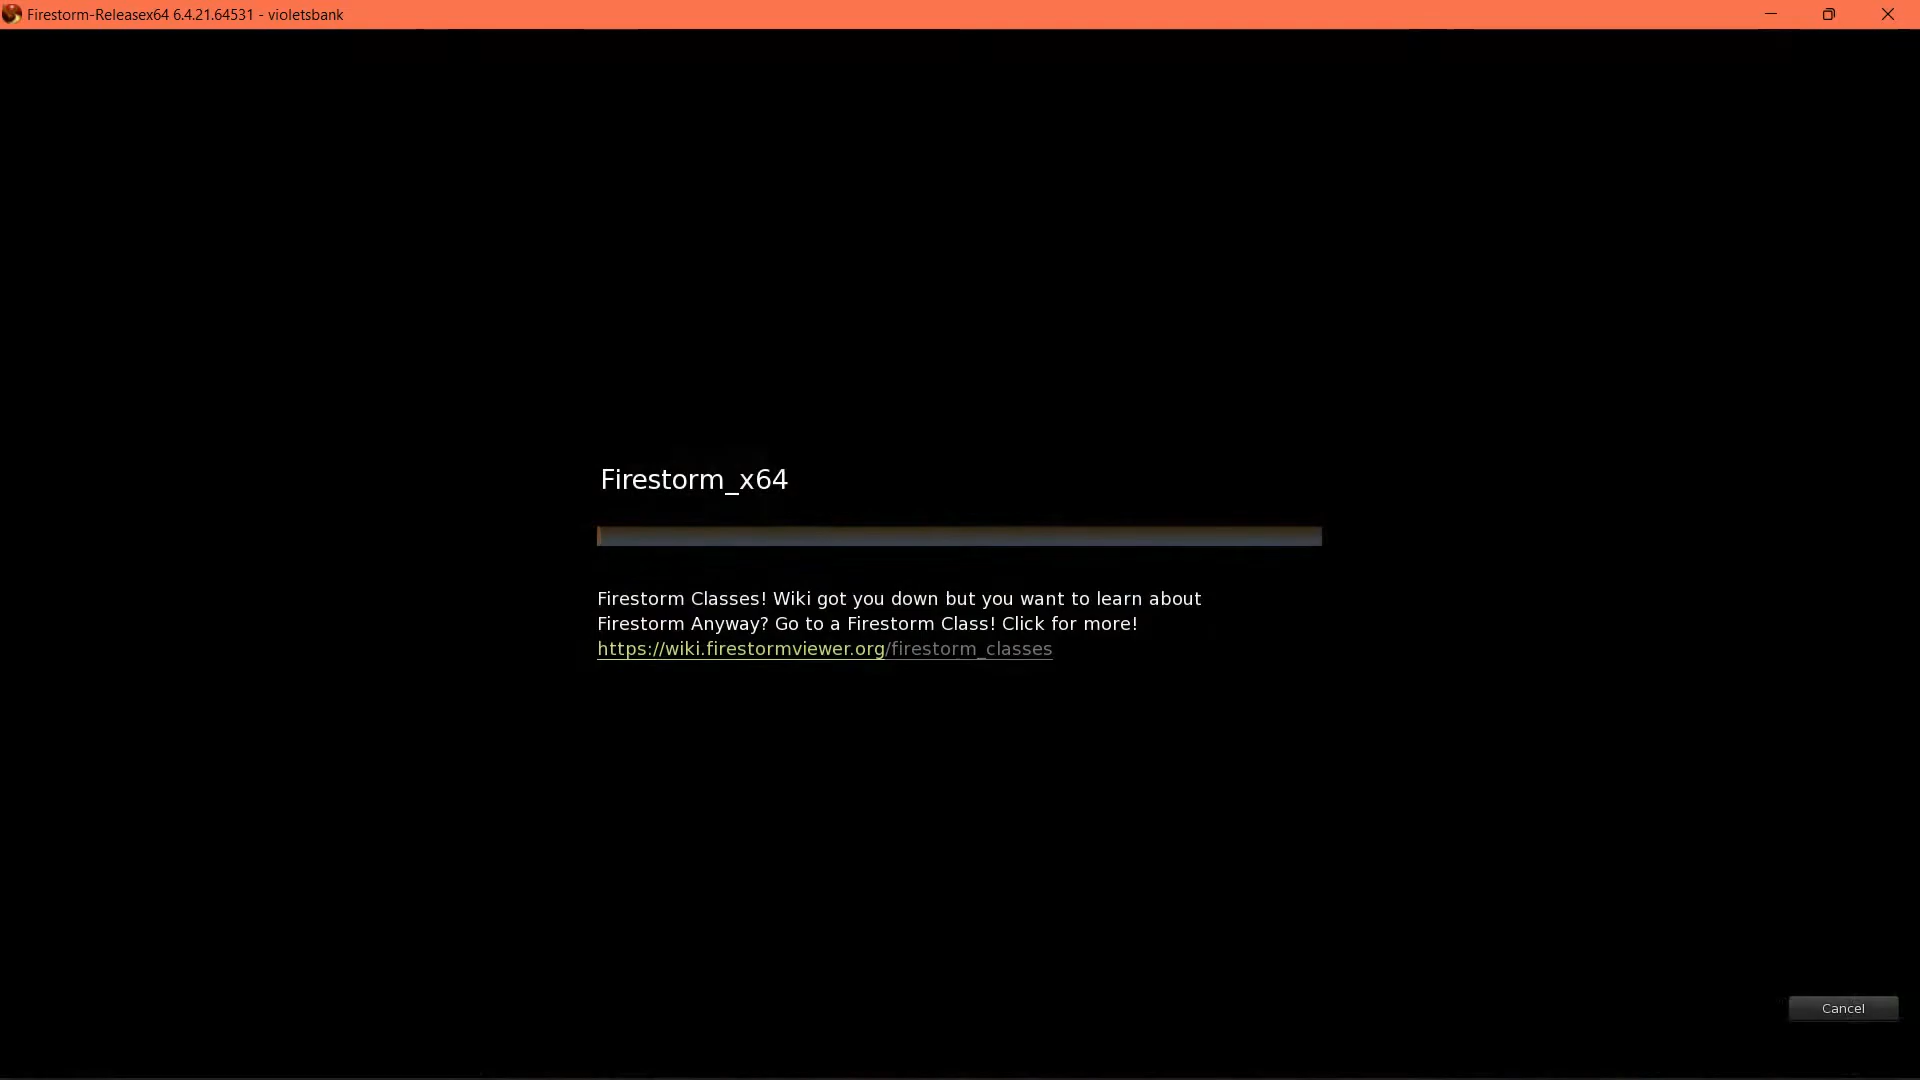 Firestorm-Releasex64 6.4.21.64531 - violetsbank
Firestorm_x64
Firestorm Classes! Wiki got you down but you want to learn about
Firestorm Anyway? Go to a Firestorm Class! Click for more!
https://wiki.firestormviewer.org/firestorm_classes
Cancel